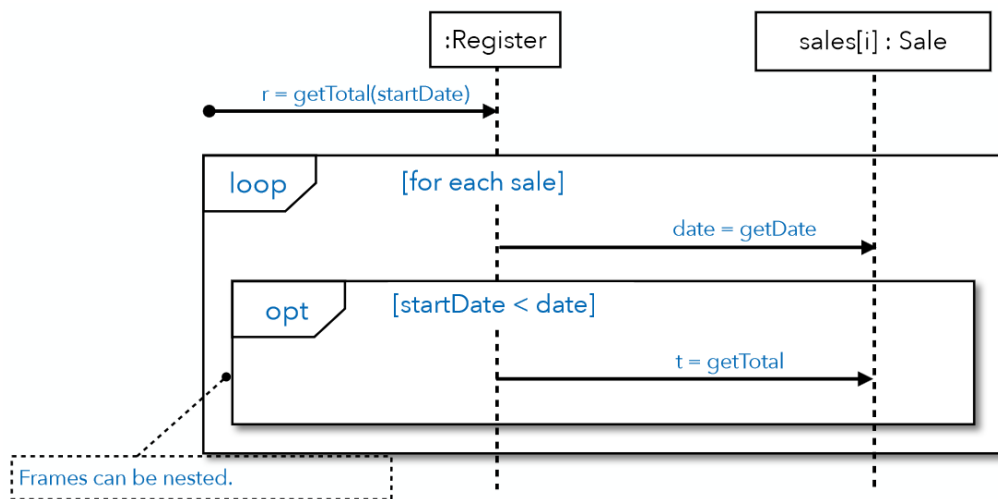 :Register
sales[i] : Sale
r = getTotal(startDate)
loop
[for each sale]
date = getDate
opt
[startDate < date]
t = getTotal
Frames can be nested.